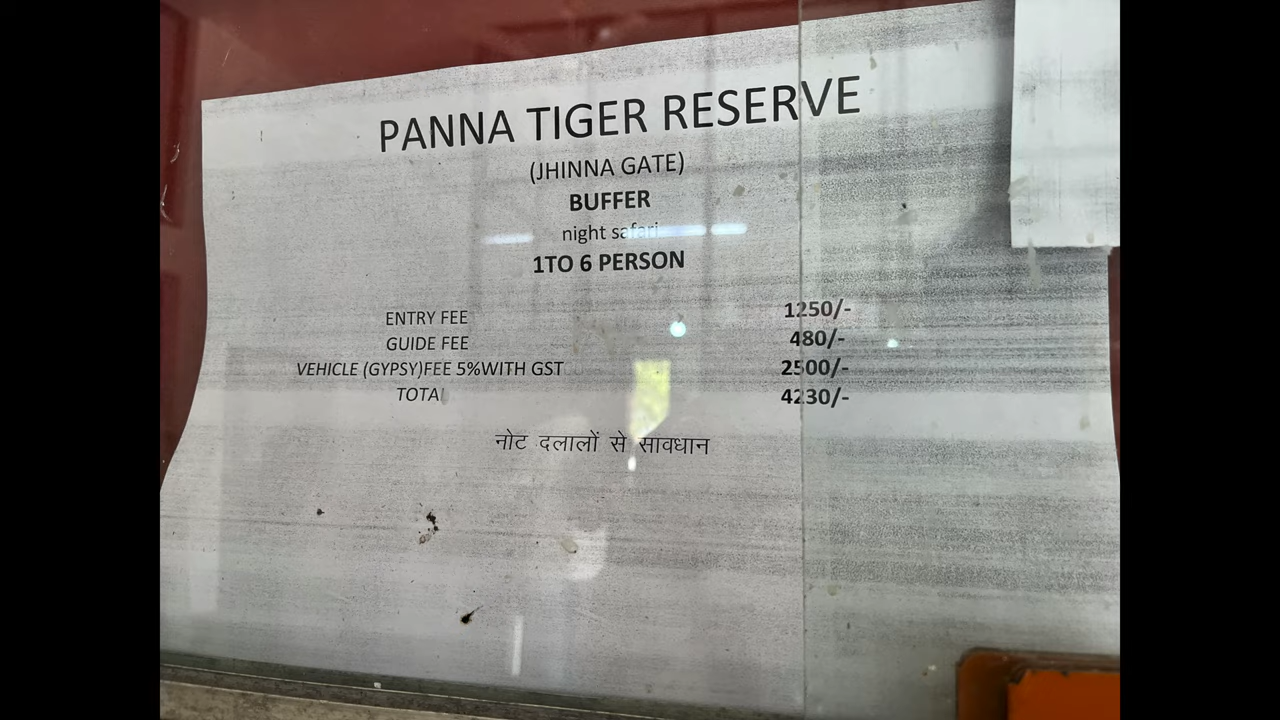 PANNA TIGER RESERVE
(JHINNA GATE)
BUFFER
night safari
1TO 6 PERSON
ENTRY FEE 1250/-
GUIDE FEE 480/-
VEHICLE (GYPSY)FEE 5%WITH GST 2500/-
TOTAL 4230/-
नोट दलालों से सावधान